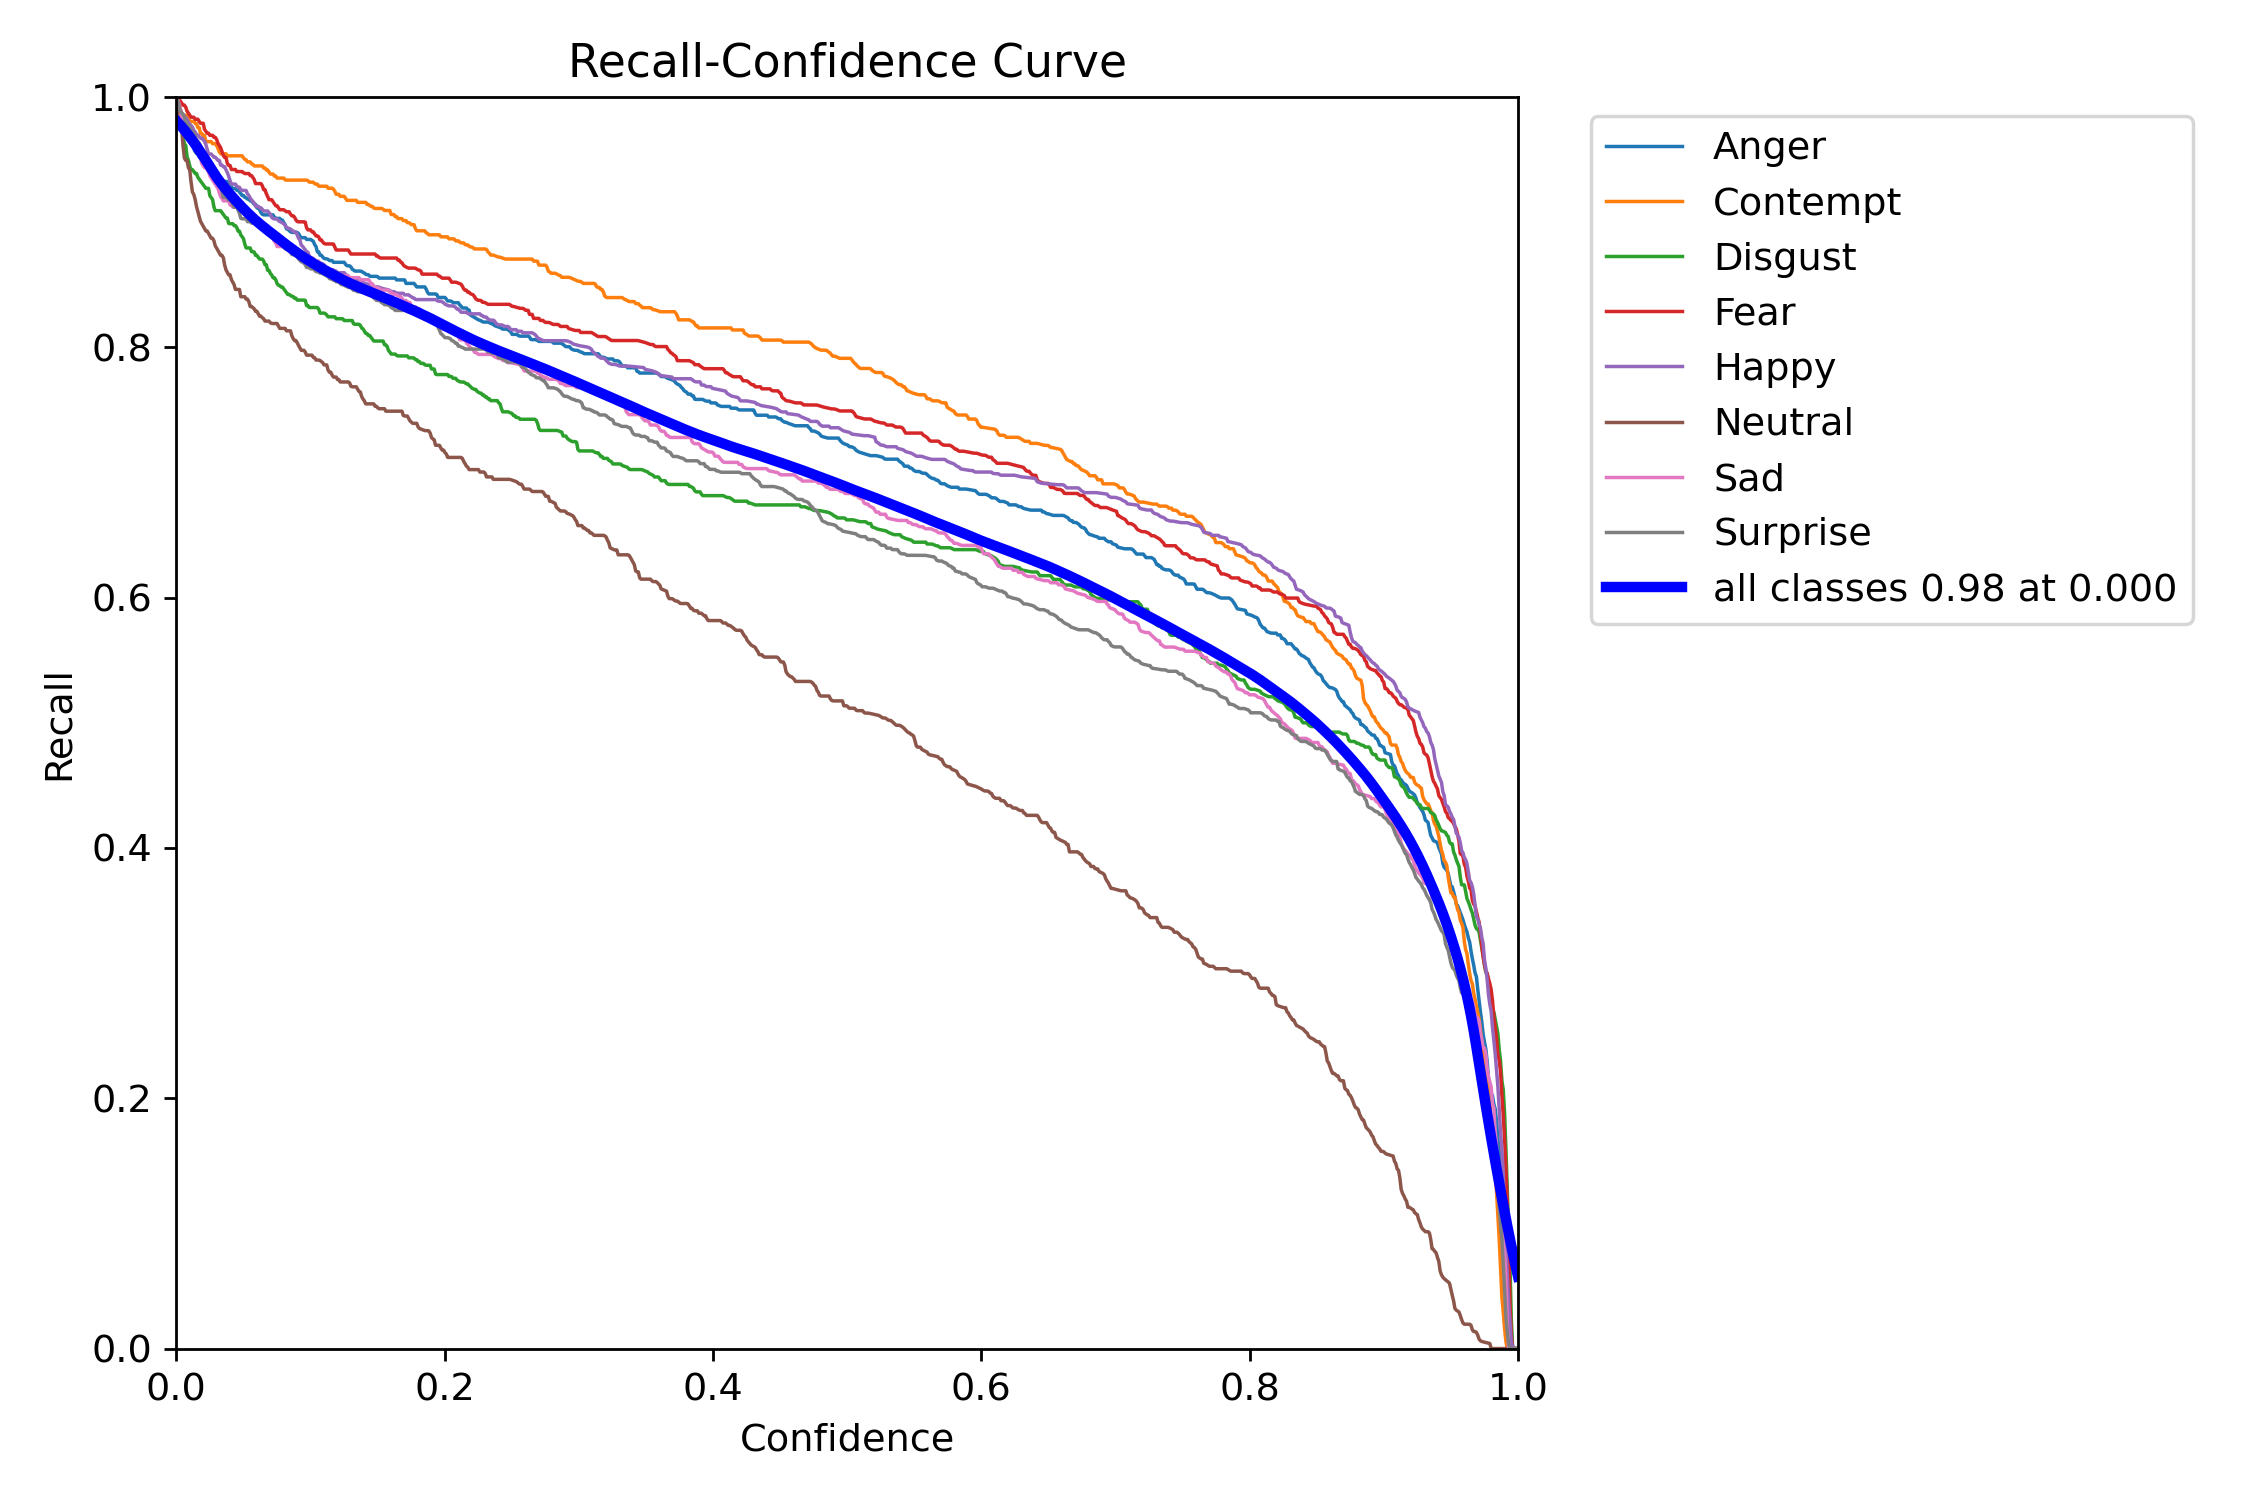 Recall-Confidence Curve
1.0
0.8
0.6
0.4
0.2
0.0
Recall
0.0 0.2 0.4 0.6 0.8 1.0
Confidence
Anger
Contempt
Disgust
Fear
Happy
Neutral
Sad
Surprise
all classes 0.98 at 0.000